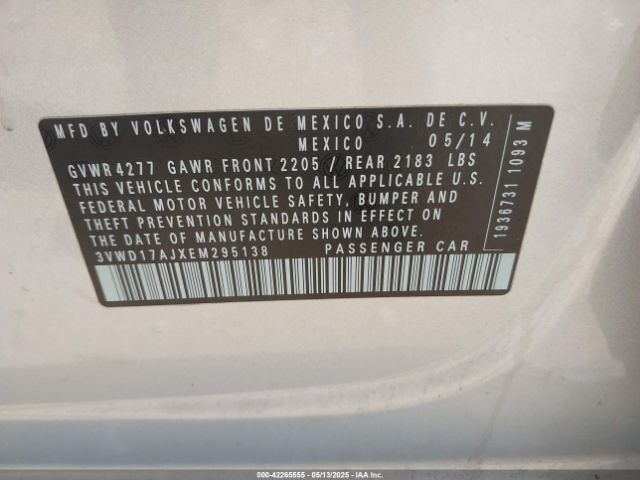 MFD BY VOLKSWAGEN DE MEXICO S.A. DE C.V.
MEXICO 05/14
GVWR 4277 GAWR FRONT 2205 / REAR 2183 LBS
THIS VEHICLE CONFORMS TO ALL APPLICABLE U.S.
FEDERAL MOTOR VEHICLE SAFETY, BUMPER AND
THEFT PREVENTION STANDARDS IN EFFECT ON
THE DATE OF MANUFACTURE SHOWN ABOVE.
3VWD17AJXEM295138 PASSENGER CAR
1936731 1093 M
000-42265555 - 05/13/2025 - IAA Inc.